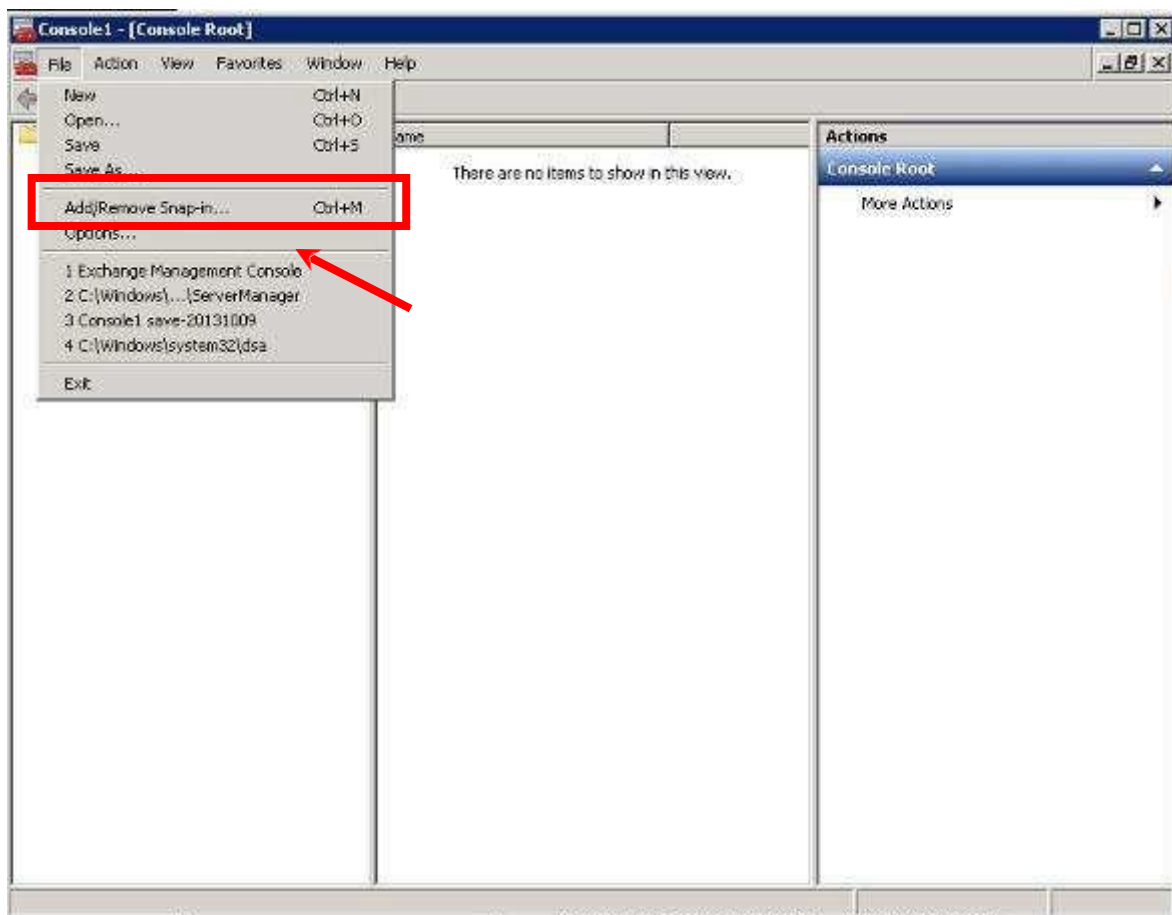 Console1 - [Console Root]
File Action View Favorites Window Help
New Ctrl+N
Open... Ctrl+O
Save Ctrl+S
Save As...
Add/Remove Snap-in... Ctrl+M
Options...
1 Exchange Management Console
2 C:\Windows\...\ServerManager
3 Console1 save-20131009
4 C:\Windows\system32\dsa
Exit
ame
There are no items to show in this view.
Actions
Console Root
More Actions